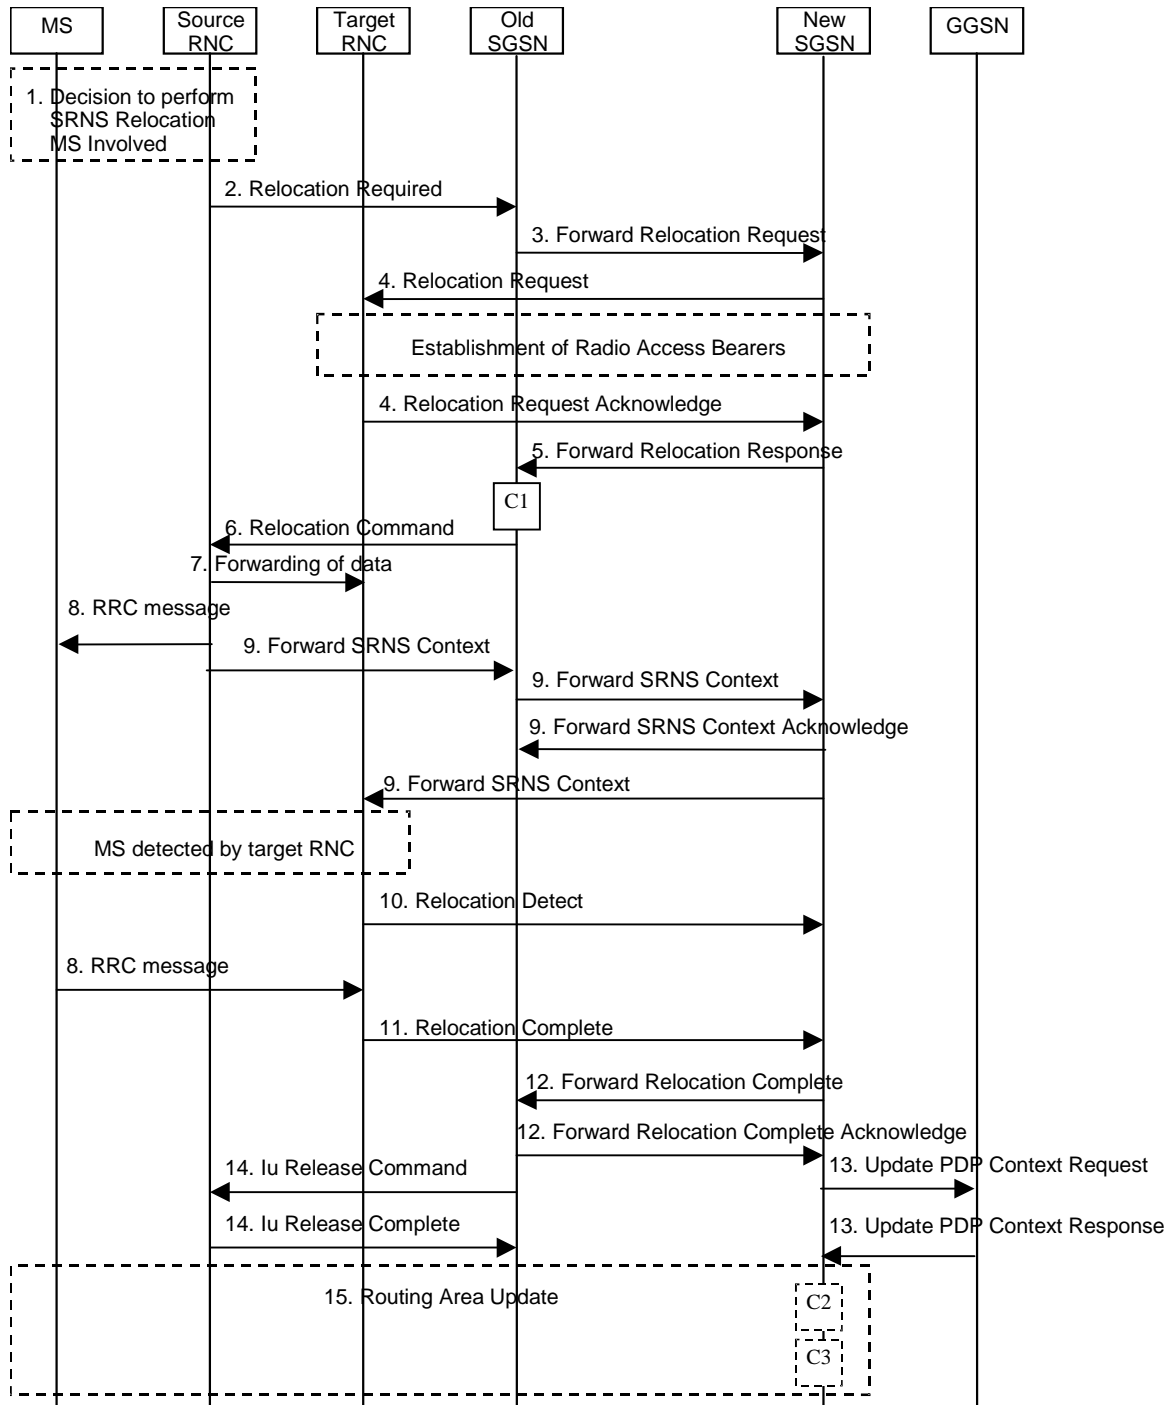 MS
Source
RNC
Target
RNC
Old
SGSN
New
SGSN
GGSN
1. Decision to perform
SRNS Relocation
MS Involved
2. Relocation Required
3. Forward Relocation Request
4. Relocation Request
Establishment of Radio Access Bearers
4. Relocation Request Acknowledge
5. Forward Relocation Response
C1
6. Relocation Command
7. Forwarding of data
8. RRC message
9. Forward SRNS Context
9. Forward SRNS Context
9. Forward SRNS Context Acknowledge
9. Forward SRNS Context
MS detected by target RNC
10. Relocation Detect
8. RRC message
11. Relocation Complete
12. Forward Relocation Complete
12. Forward Relocation Complete Acknowledge
14. Iu Release Command
13. Update PDP Context Request
14. Iu Release Complete
13. Update PDP Context Response
15. Routing Area Update
C2
C3